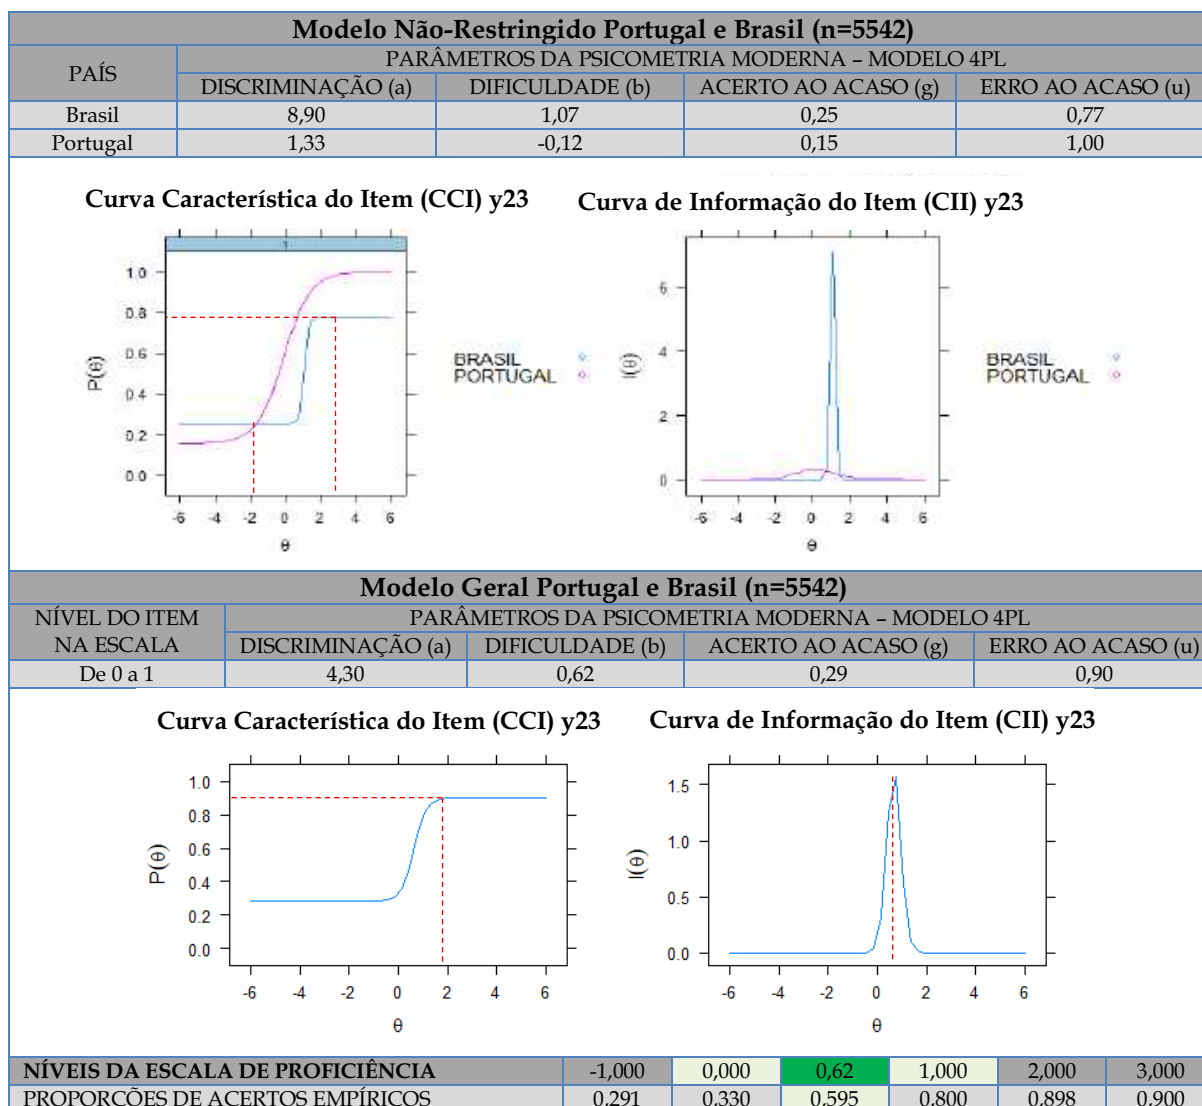 Modelo Não-Restringido Portugal e Brasil (n=5542)
PAÍS PARÂMETROS DA PSICOMETRIA MODERNA – MODELO 4PL
DISCRIMINAÇÃO (a) DIFICULDADE (b) ACERTO AO ACASO (g) ERRO AO ACASO (u)
Brasil 8,90 1,07 0,25 0,77
Portugal 1,33 -0,12 0,15 1,00
Curva Característica do Item (CCI) y23 Curva de Informação do Item (CII) y23
1
1.0
0.8
0.6
0.4
0.2
0.0
P(θ)
-6 -4 -2 0 2 4 6
θ
BRASIL
PORTUGAL
6
4
2
0
I(θ)
-6 -4 -2 0 2 4 6
θ
BRASIL
PORTUGAL
Modelo Geral Portugal e Brasil (n=5542)
NÍVEL DO ITEM NA ESCALA PARÂMETROS DA PSICOMETRIA MODERNA – MODELO 4PL
DISCRIMINAÇÃO (a) DIFICULDADE (b) ACERTO AO ACASO (g) ERRO AO ACASO (u)
De 0 a 1 4,30 0,62 0,29 0,90
Curva Característica do Item (CCI) y23 Curva de Informação do Item (CII) y23
1.0
0.8
0.6
0.4
0.2
0.0
P(θ)
-6 -4 -2 0 2 4 6
θ
1.5
1.0
0.5
0.0
I(θ)
-6 -4 -2 0 2 4 6
θ
NÍVEIS DA ESCALA DE PROFICIÊNCIA -1,000 0,000 0,62 1,000 2,000 3,000
PROPORÇÕES DE ACERTOS EMPÍRICOS 0,291 0,330 0,595 0,800 0,898 0,900